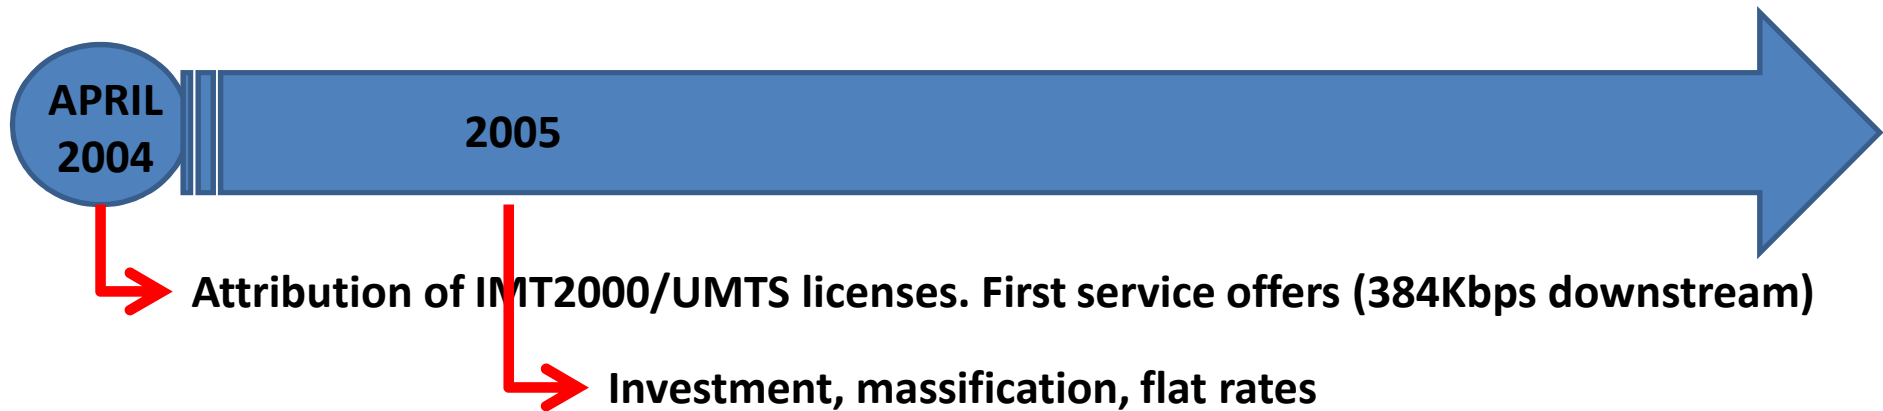 APRIL
2004
2005
Attribution of IMT2000/UMTS licenses. First service offers (384Kbps downstream)
Investment, massification, flat rates